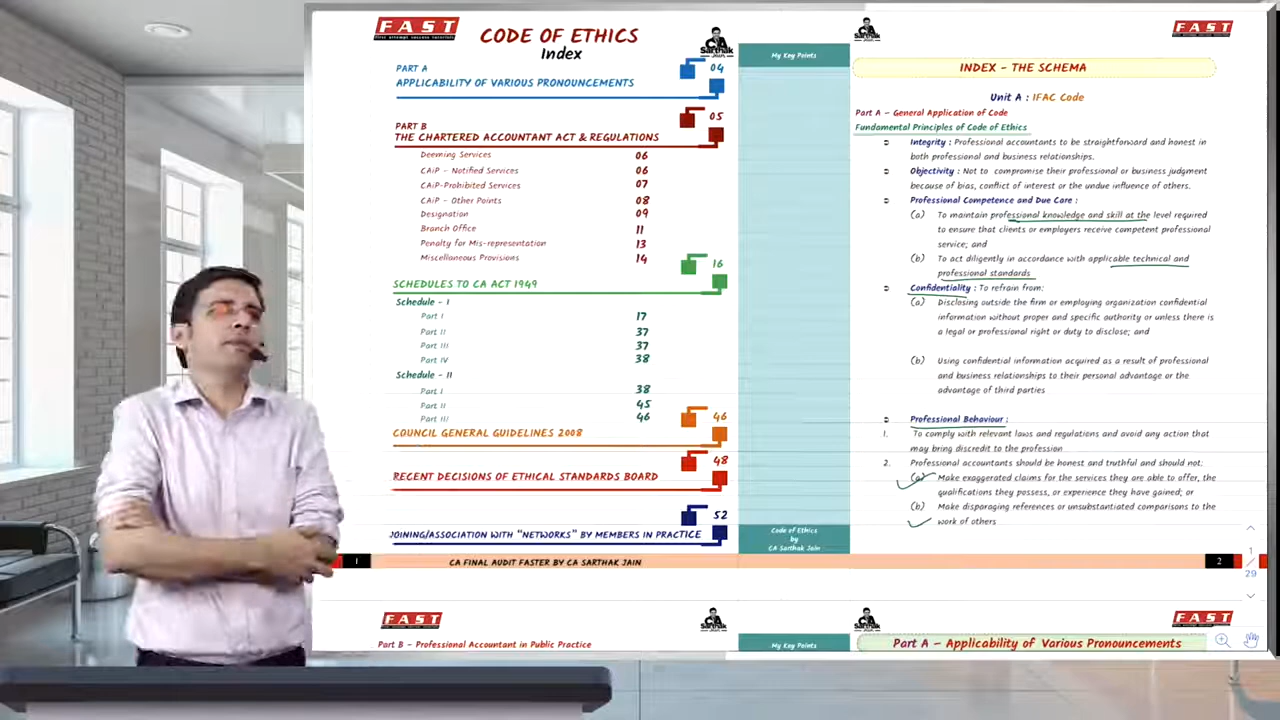 FAST
FIRST ATTEMPT SUCCESS TUTORIALS
CODE OF ETHICS
Index
Sarthak
JAIN
PART A
APPLICABILITY OF VARIOUS PRONOUNCEMENTS
04
PART B
THE CHARTERED ACCOUNTANT ACT & REGULATIONS
05
Deeming Services 06
CAiP - Notified Services 06
CAiP-Prohibited Services 07
CAiP - Other Points 08
Designation 09
Branch Office 11
Penalty for Mis-representation 13
Miscellaneous Provisions 14
SCHEDULES TO CA ACT 1949
16
Schedule - I
Part I 17
Part II 37
Part III 37
Part IV 38
Schedule - II
Part I 38
Part II 45
Part III 46
COUNCIL GENERAL GUIDELINES 2008
46
RECENT DECISIONS OF ETHICAL STANDARDS BOARD
48
JOINING/ASSOCIATION WITH "NETWORKS" BY MEMBERS IN PRACTICE
52
1
CA FINAL AUDIT FASTER BY CA SARTHAK JAIN
My Key Points
Code of Ethics
by
CA Sarthak Jain
FAST
INDEX - THE SCHEMA
Unit A : IFAC Code
Part A - General Application of Code
Fundamental Principles of Code of Ethics
Integrity : Professional accountants to be straightforward and honest in
both professional and business relationships.
Objectivity : Not to compromise their professional or business judgment
because of bias, conflict of interest or the undue influence of others.
Professional Competence and Due Care :
(a) To maintain professional knowledge and skill at the level required
to ensure that clients or employers receive competent professional
service; and
(b) To act diligently in accordance with applicable technical and
professional standards
Confidentiality : To refrain from:
(a) Disclosing outside the firm or employing organization confidential
information without proper and specific authority or unless there is
a legal or professional right or duty to disclose; and
(b) Using confidential information acquired as a result of professional
and business relationships to their personal advantage or the
advantage of third parties
Professional Behaviour :
1. To comply with relevant laws and regulations and avoid any action that
may bring discredit to the profession
2. Professional accountants should be honest and truthful and should not:
(a) Make exaggerated claims for the services they are able to offer, the
qualifications they possess, or experience they have gained; or
(b) Make disparaging references or unsubstantiated comparisons to the
work of others
2
1
/
29
FAST
Part B - Professional Accountant in Public Practice
My Key Points
FAST
Part A - Applicability of Various Pronouncements